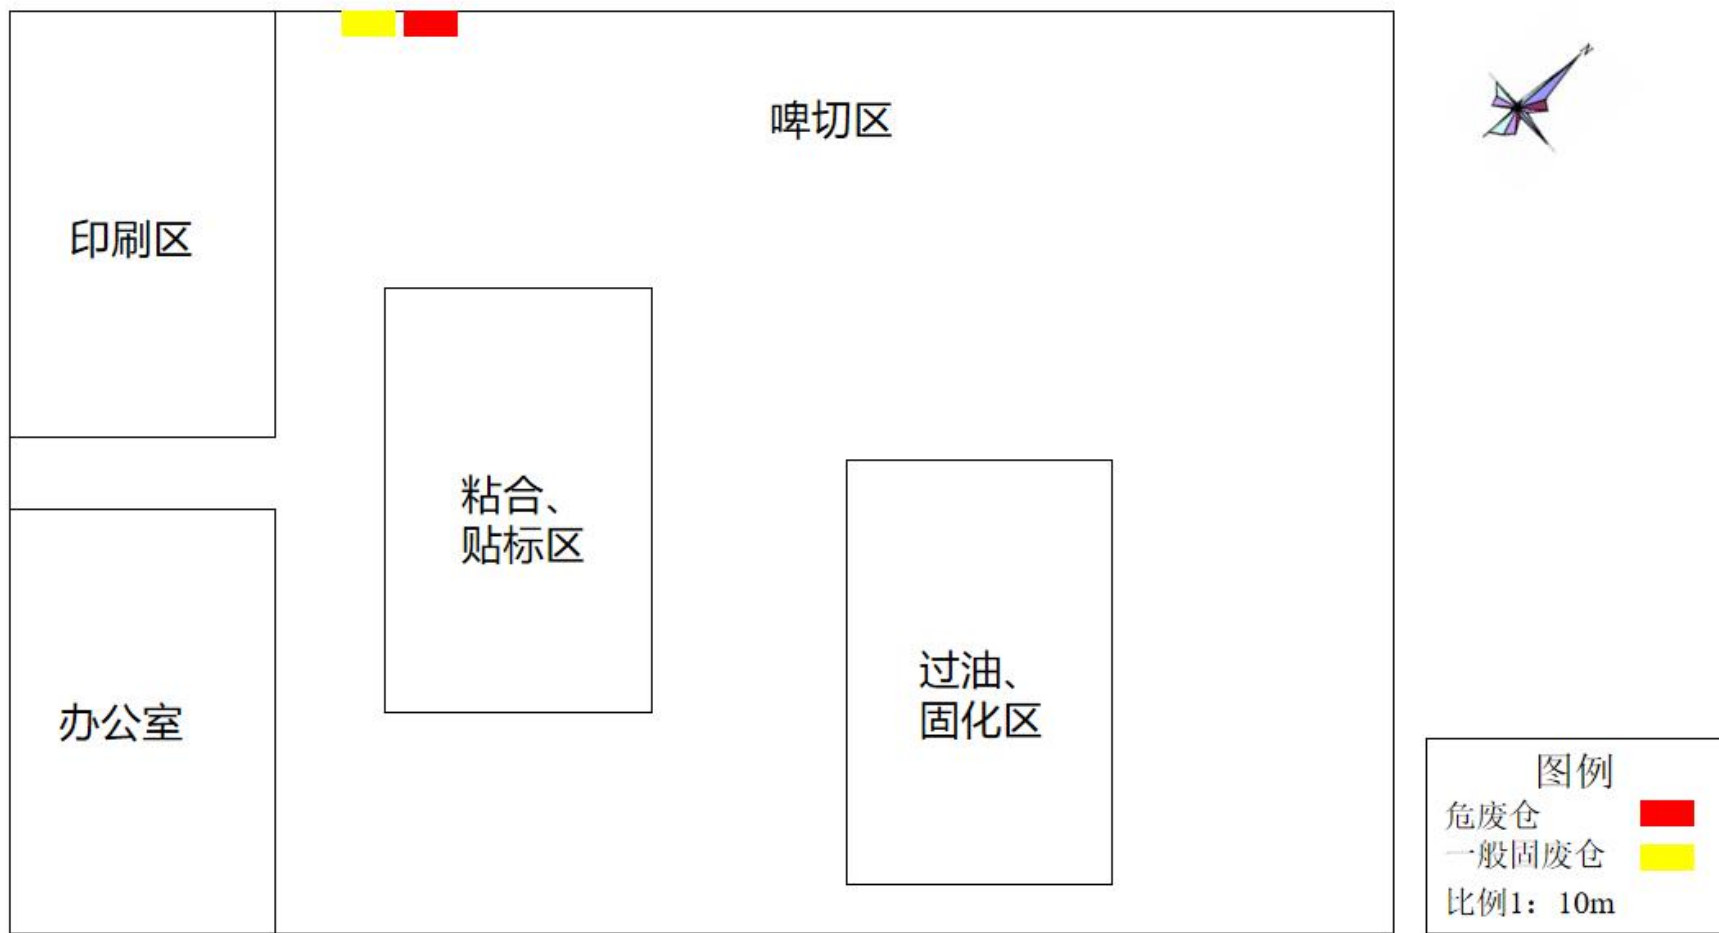 啤切区
N
印刷区
粘合、
贴标区
过油、
固化区
办公室
图例
危废仓
一般固废仓
比例1：10m